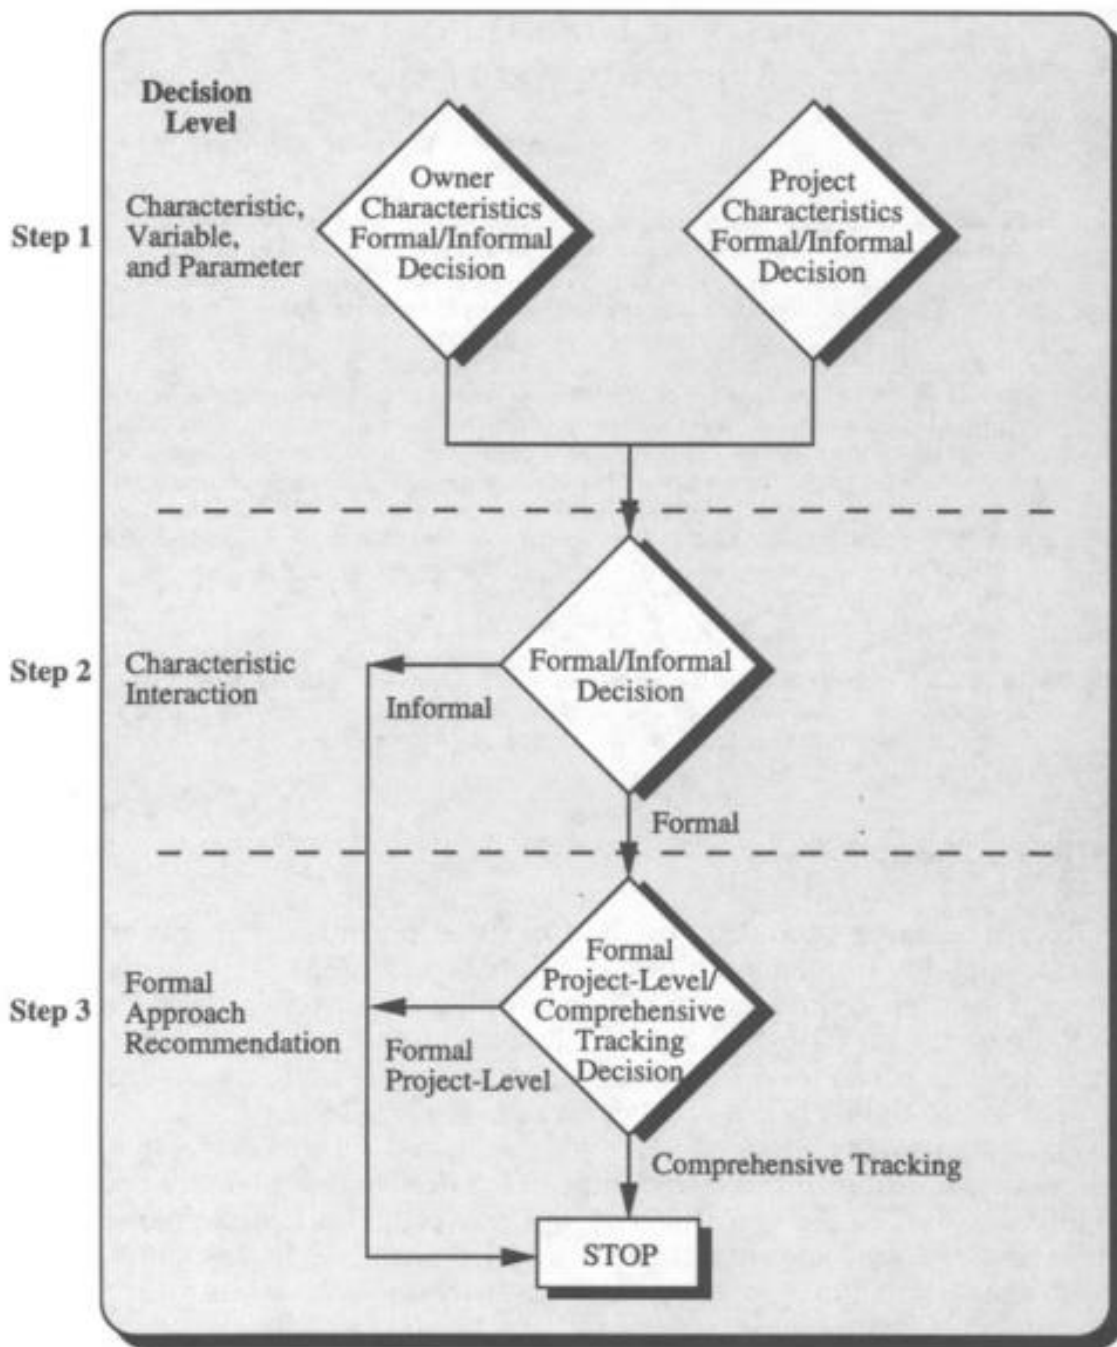 Decision
Level
Step 1
Characteristic,
Variable,
and Parameter
Owner
Characteristics
Formal/Informal
Decision
Project
Characteristics
Formal/Informal
Decision
Step 2
Characteristic
Interaction
Formal/Informal
Decision
Informal
Formal
Step 3
Formal
Approach
Recommendation
Formal
Project-Level/
Comprehensive
Tracking
Decision
Formal
Project-Level
Comprehensive Tracking
STOP